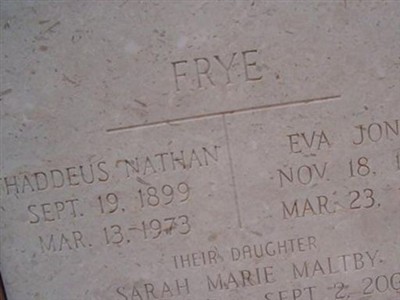 FRYE
HADDEUS NATHAN
SEPT. 19, 1899
MAR. 13, 1973
EVA JON
NOV. 18, 1
MAR. 23,
THEIR DAUGHTER
SARAH MARIE MALTBY.
SEPT 2, 200